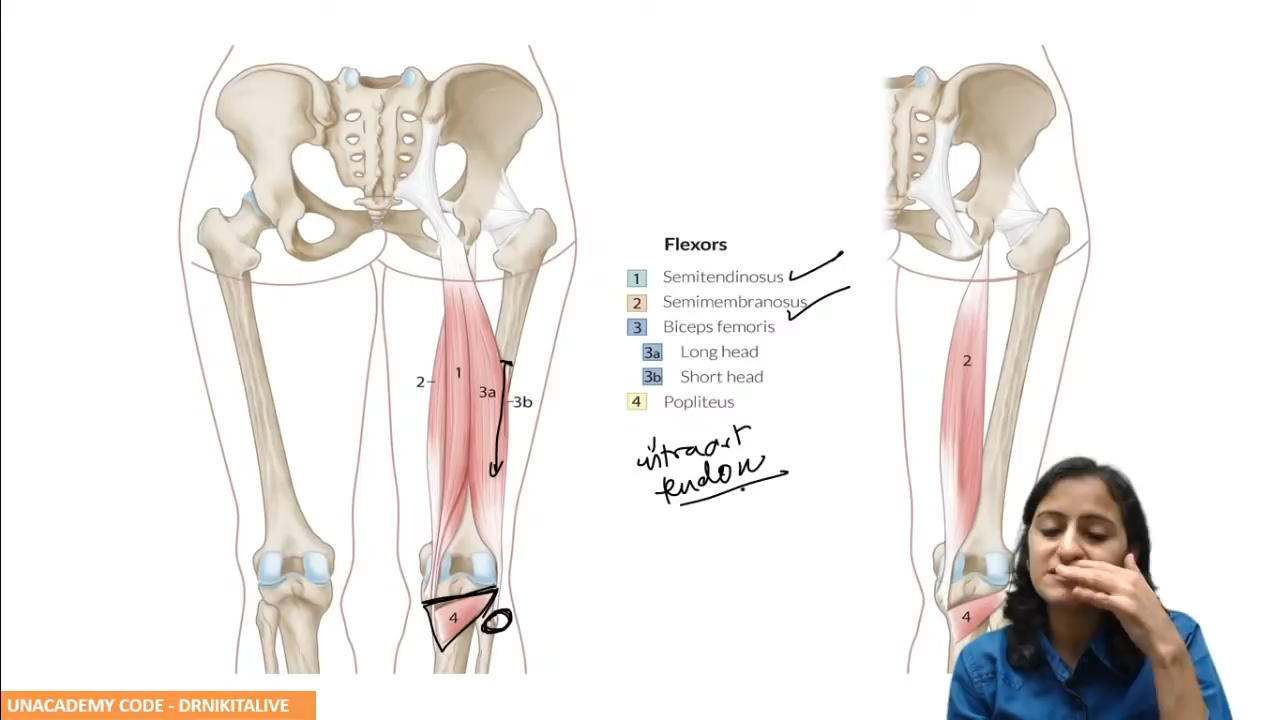 Flexors
1 Semitendinosus
2 Semimembranosus
3 Biceps femoris
3a Long head
3b Short head
4 Popliteus
intraart
tendon
2
1
3a
3b
4
2
4
UNACADEMY CODE - DRNIKITALIVE